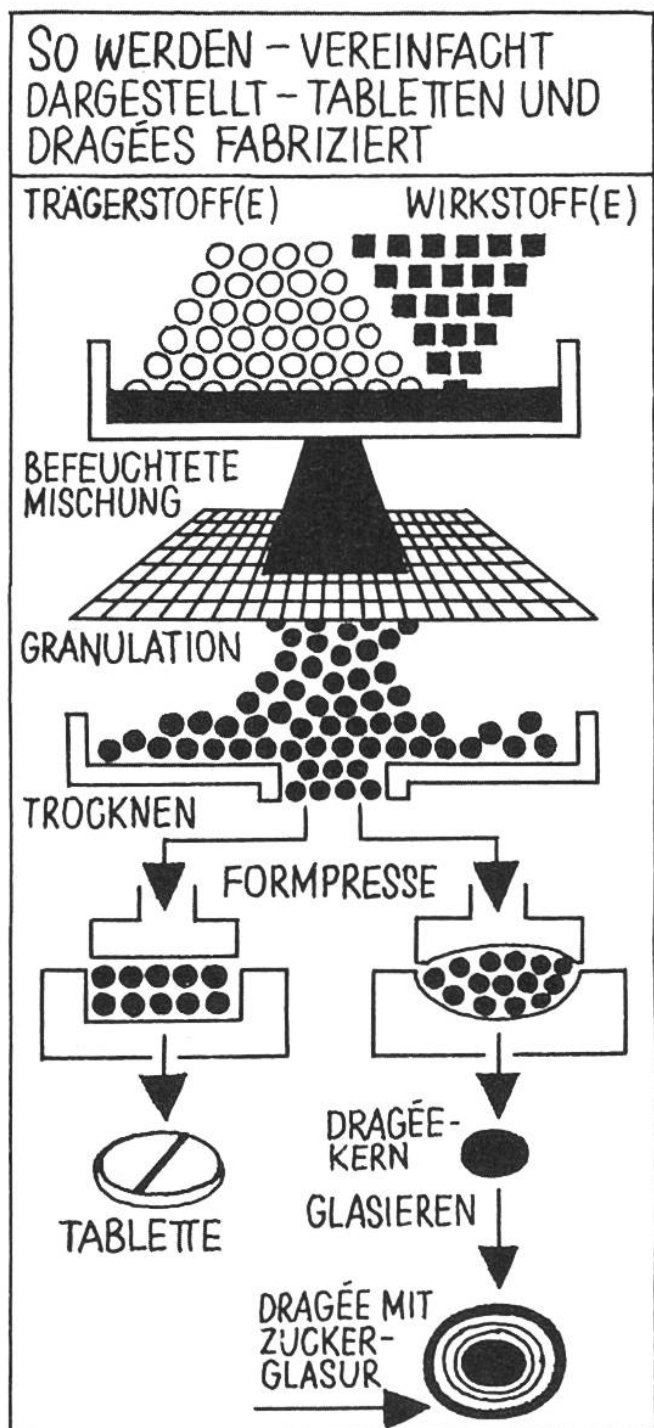 SO WERDEN – VEREINFACHT
DARGESTELLT – TABLETTEN UND
DRAGÉES FABRIZIERT
TRÄGERSTOFF(E)
WIRKSTOFF(E)
BEFEUCHTETE
MISCHUNG
GRANULATION
TROCKNEN
FORMPRESSE
DRAGÉE-
KERN
GLASIEREN
TABLETTE
DRAGÉE MIT
ZUCKER-
GLASUR